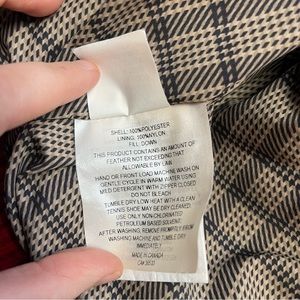 SHELL: 100%POLYESTER
LINING: 100%NYLON
FILL: DOWN
THIS PRODUCT CONTAINS AN AMOUNT OF
FEATHER NOT EXCEEDING THAT
ALLOWABLE BY LAW
HAND OR FRONT LOAD MACHINE WASH ON
GENTLE CYCLE IN WARM WATER USING
MILD DETERGENT WITH ZIPPER CLOSED
DO NOT BLEACH
TUMBLE DRY LOW HEAT WITH A CLEAN
TENNIS SHOE MAY BE DRY CLEANED.
USE ONLY NON-CHLORINATED
PETROLEUM BASED SOLVENT.
AFTER WASHING, REMOVE PROMPTLY FROM
WASHING MACHINE AND TUMBLE DRY
IMMEDIATELY.
MADE IN CANADA